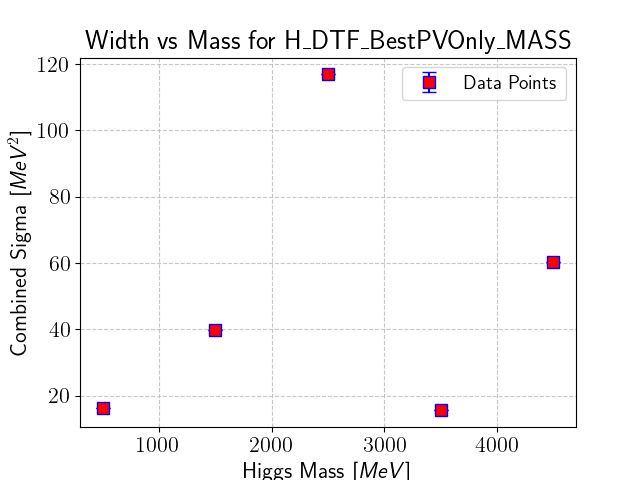 Width vs Mass for H_DTF_BestPVOnly_MASS
120
100
80
60
40
20
Combined Sigma [MeV²]
Data Points
1000
2000
3000
4000
Higgs Mass [MeV]